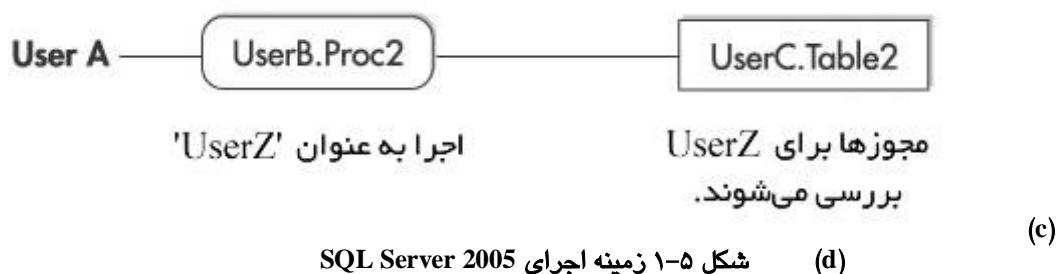 User A UserB.Proc2 UserC.Table2
اجرا به عنوان 'UserZ'
مجوزها برای UserZ
بررسی می‌شوند.
(c)
(d) شکل ۵-۱ زمینه اجرای SQL Server 2005